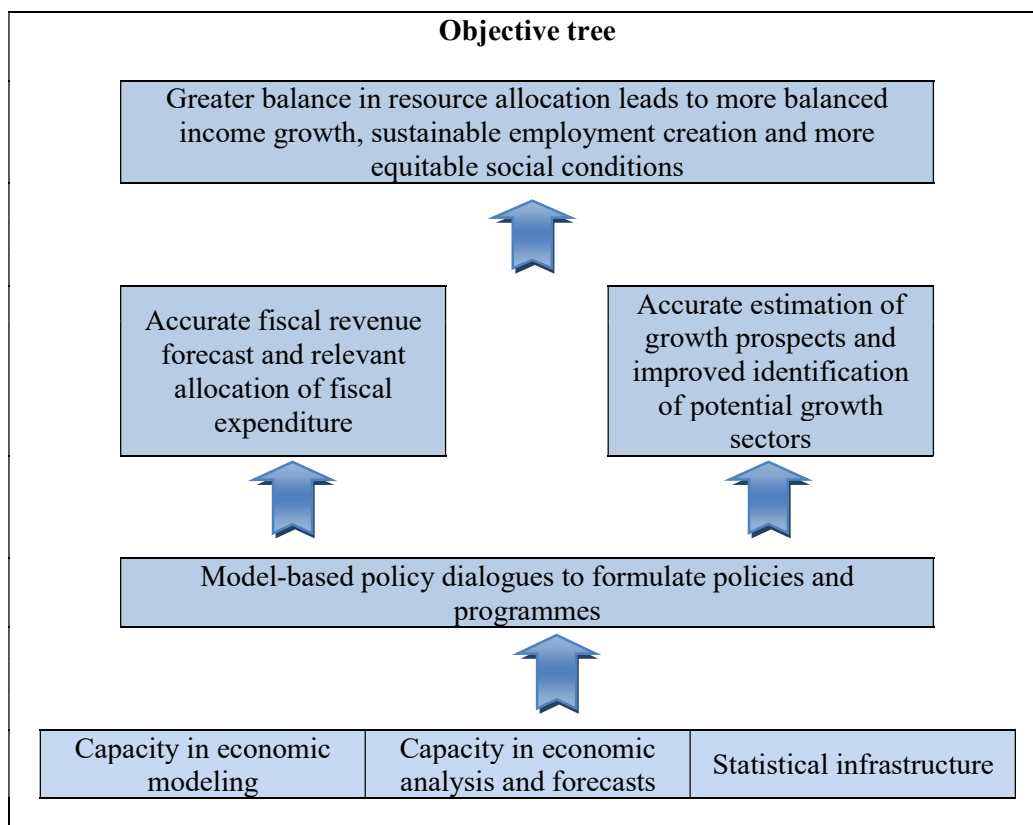 Objective tree
Greater balance in resource allocation leads to more balanced
income growth, sustainable employment creation and more
equitable social conditions
Accurate fiscal revenue
forecast and relevant
allocation of fiscal
expenditure
Accurate estimation of
growth prospects and
improved identification
of potential growth
sectors
Model-based policy dialogues to formulate policies and
programmes
Capacity in economic
modeling
Capacity in economic
analysis and forecasts
Statistical infrastructure